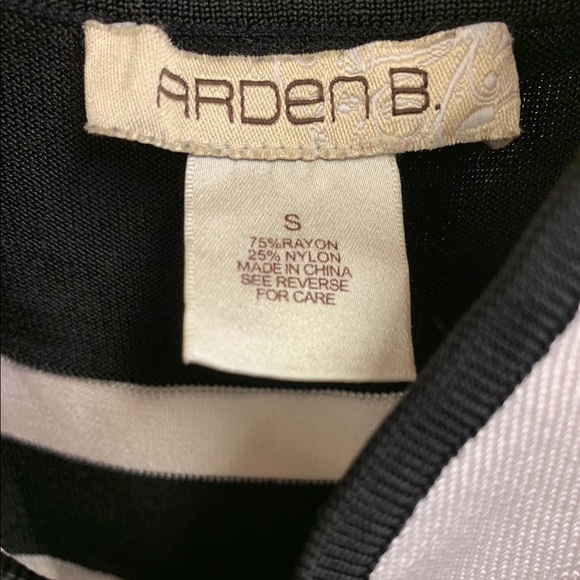 ARDen B.
S
75%RAYON
25% NYLON
MADE IN CHINA
SEE REVERSE
FOR CARE